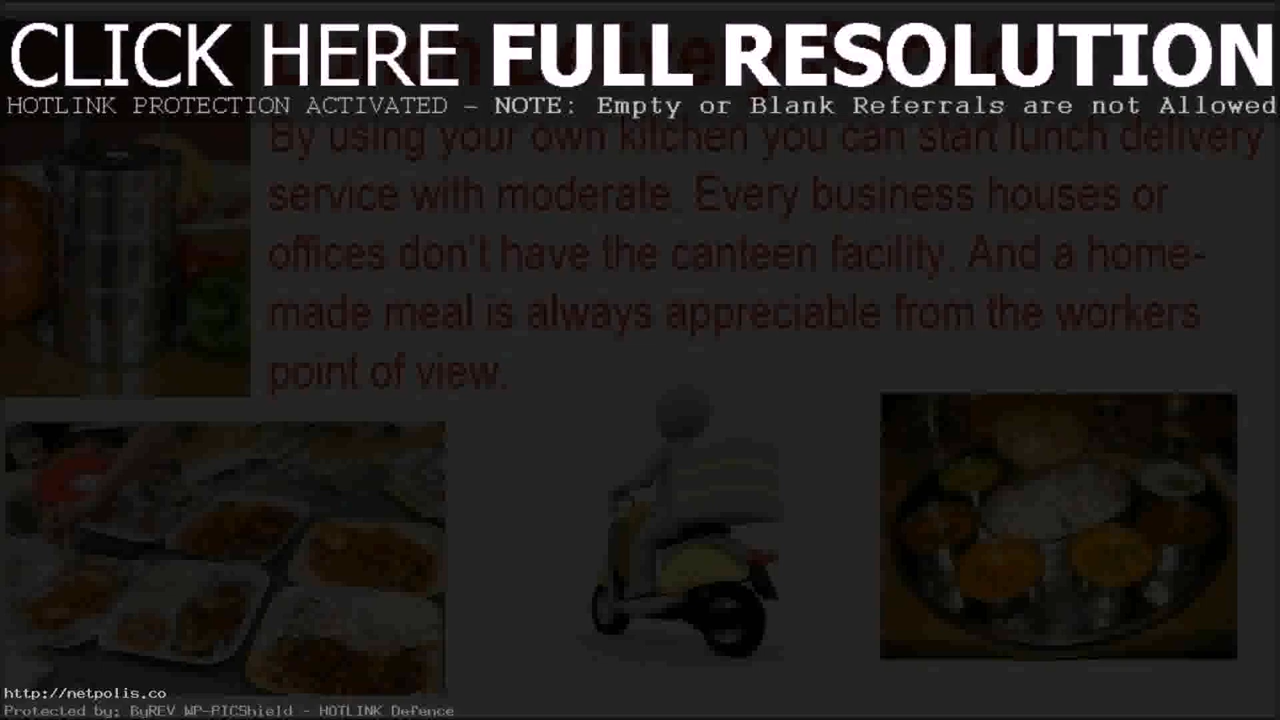 CLICK HERE FULL RESOLUTION
HOTLINK PROTECTION ACTIVATED - NOTE: Empty or Blank Referrals are not Allowed
By using your own kitchen you can start lunch delivery
service with moderate. Every business houses or
offices don't have the canteen facility. And a home-
made meal is always appreciable from the workers
point of view.
http://netpolis.co
Protected by; ByREV WP-PICShield - HOTLINK Defence